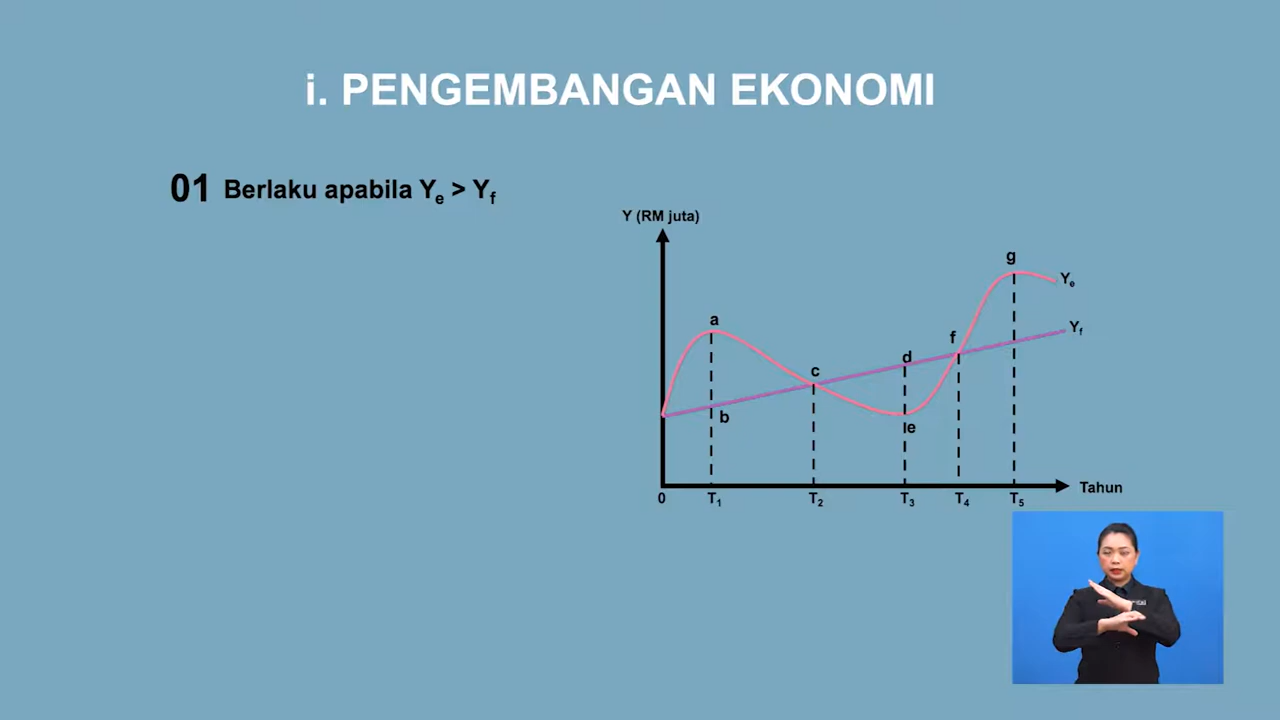 i. PENGEMBANGAN EKONOMI
01 Berlaku apabila Ye > Yf
Y (RM juta)
g
Ye
a
Yf
f
d
c
b
e
0 T1 T2 T3 T4 T5 Tahun